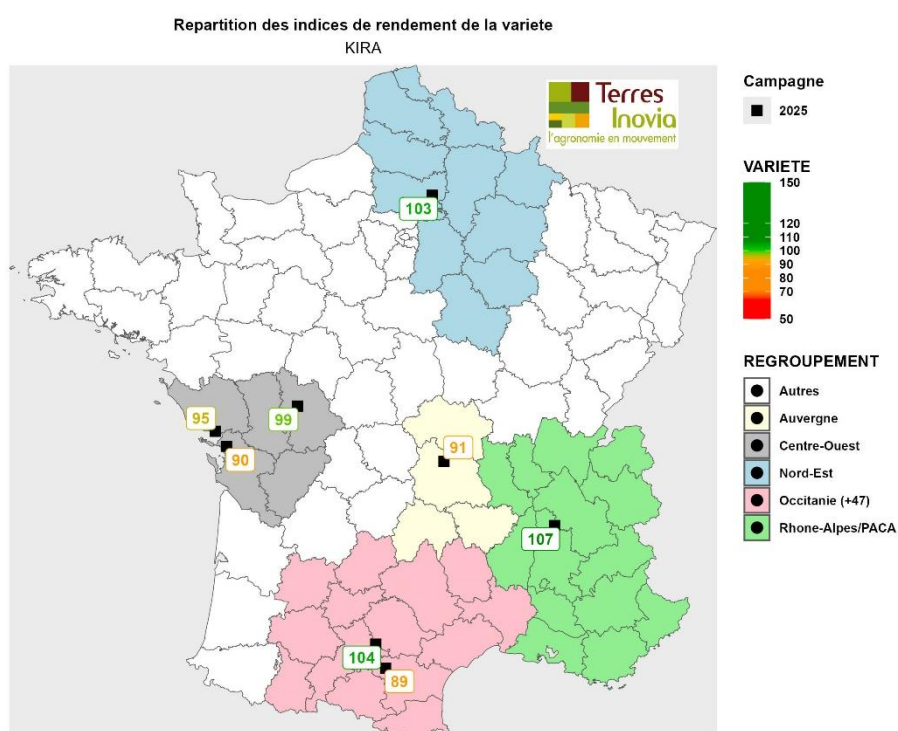 Repartition des indices de rendement de la variete
KIRA
Terres
Inovia
l'agronomie en mouvement
103
95
99
90
91
107
104
89
Campagne
2025
VARIETE
150
120
110
100
90
80
70
50
REGROUPEMENT
Autres
Auvergne
Centre-Ouest
Nord-Est
Occitanie (+47)
Rhone-Alpes/PACA